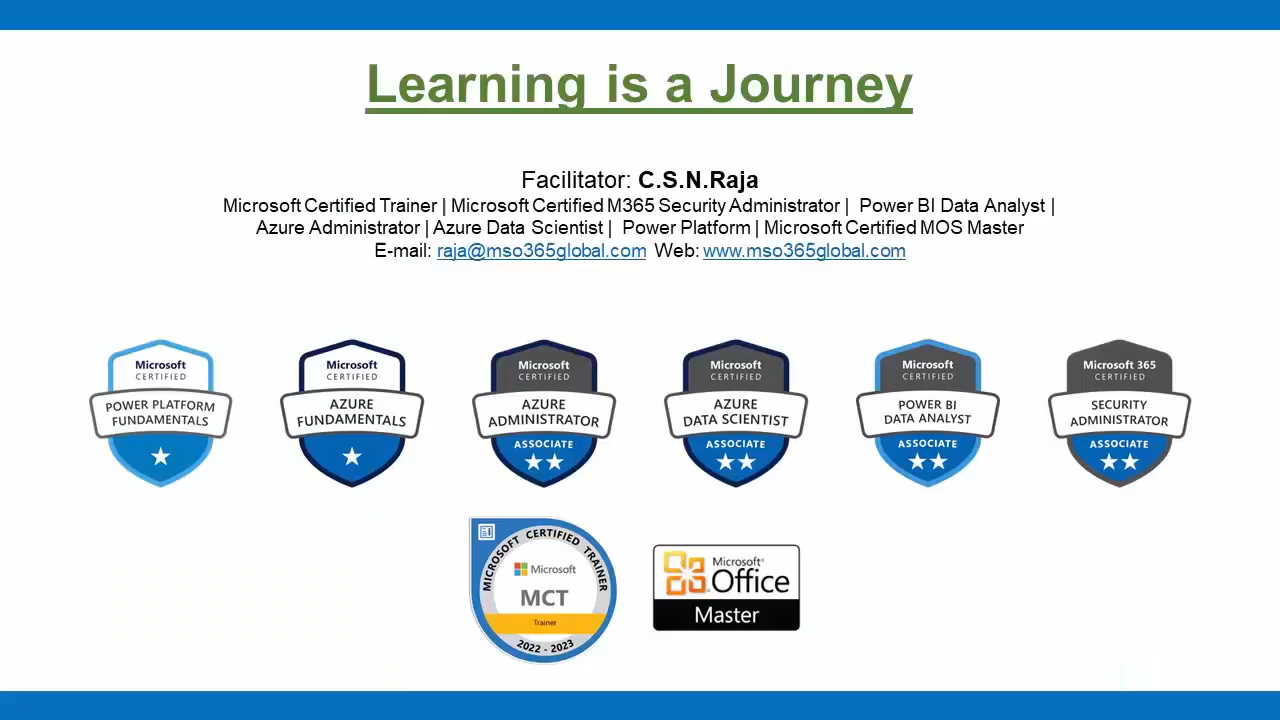 Learning is a Journey
Facilitator: C.S.N.Raja
Microsoft Certified Trainer | Microsoft Certified M365 Security Administrator | Power BI Data Analyst |
Azure Administrator | Azure Data Scientist | Power Platform | Microsoft Certified MOS Master
E-mail: raja@mso365global.com Web: www.mso365global.com
Microsoft
CERTIFIED
POWER PLATFORM
FUNDAMENTALS
Microsoft
CERTIFIED
AZURE
FUNDAMENTALS
Microsoft
CERTIFIED
AZURE
ADMINISTRATOR
ASSOCIATE
Microsoft
CERTIFIED
AZURE
DATA SCIENTIST
ASSOCIATE
Microsoft
CERTIFIED
POWER BI
DATA ANALYST
ASSOCIATE
Microsoft 365
CERTIFIED
SECURITY
ADMINISTRATOR
ASSOCIATE
MICROSOFT CERTIFIED TRAINER
Microsoft
MCT
Trainer
2022 - 2023
Microsoft®
Office
Master